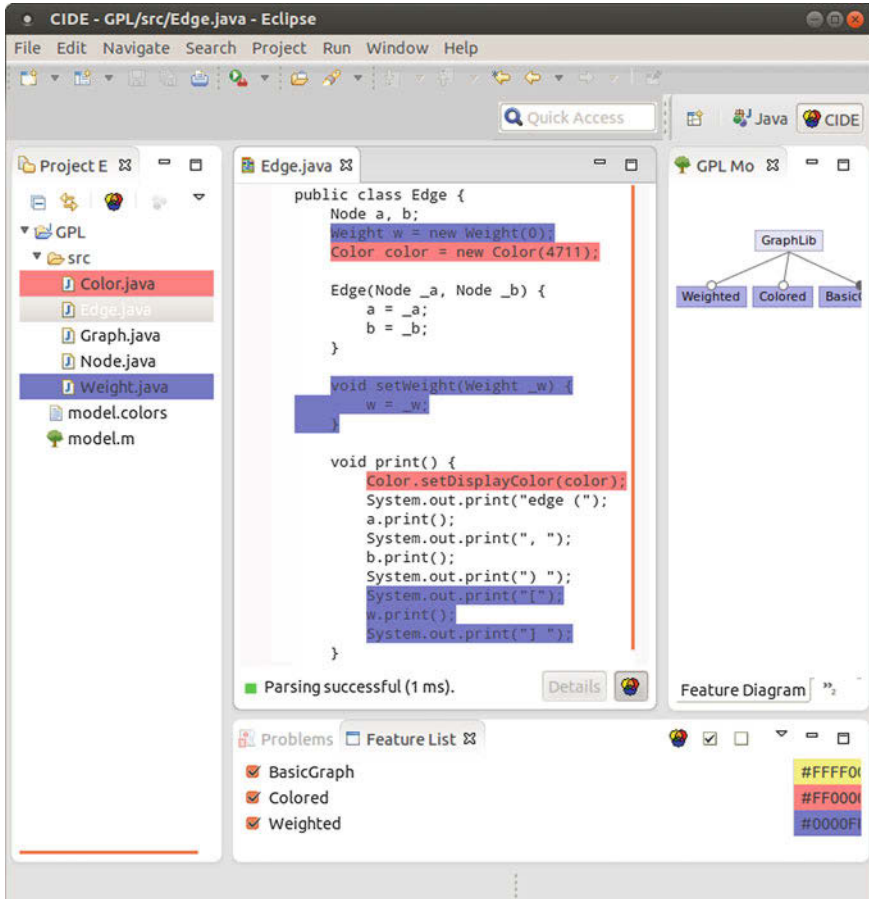 CIDE - GPL/src/Edge.java - Eclipse
File Edit Navigate Search Project Run Window Help
Quick Access
Java
CIDE
Project E
GPL
src
Color.java
Edge.java
Graph.java
Node.java
Weight.java
model.colors
model.m
Edge.java
public class Edge {
Node a, b;
Weight w = new Weight(0);
Color color = new Color(4711);
Edge(Node _a, Node _b) {
a = _a;
b = _b;
}
void setWeight(Weight _w) {
w = _w;
}
void print() {
Color.setDisplayColor(color);
System.out.print("edge (");
a.print();
System.out.print(", ");
b.print();
System.out.print(") ");
System.out.print("[");
w.print();
System.out.print("] ");
}
Parsing successful (1 ms).
Details
GPL Mo
GraphLib
Weighted Colored Basic
Feature Diagram
»2
Problems Feature List
BasicGraph #FFFF0
Colored #FF000
Weighted #0000F